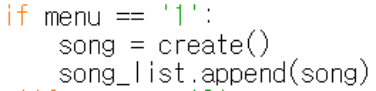 if menu == '1':
    song = create()
    song_list.append(song)